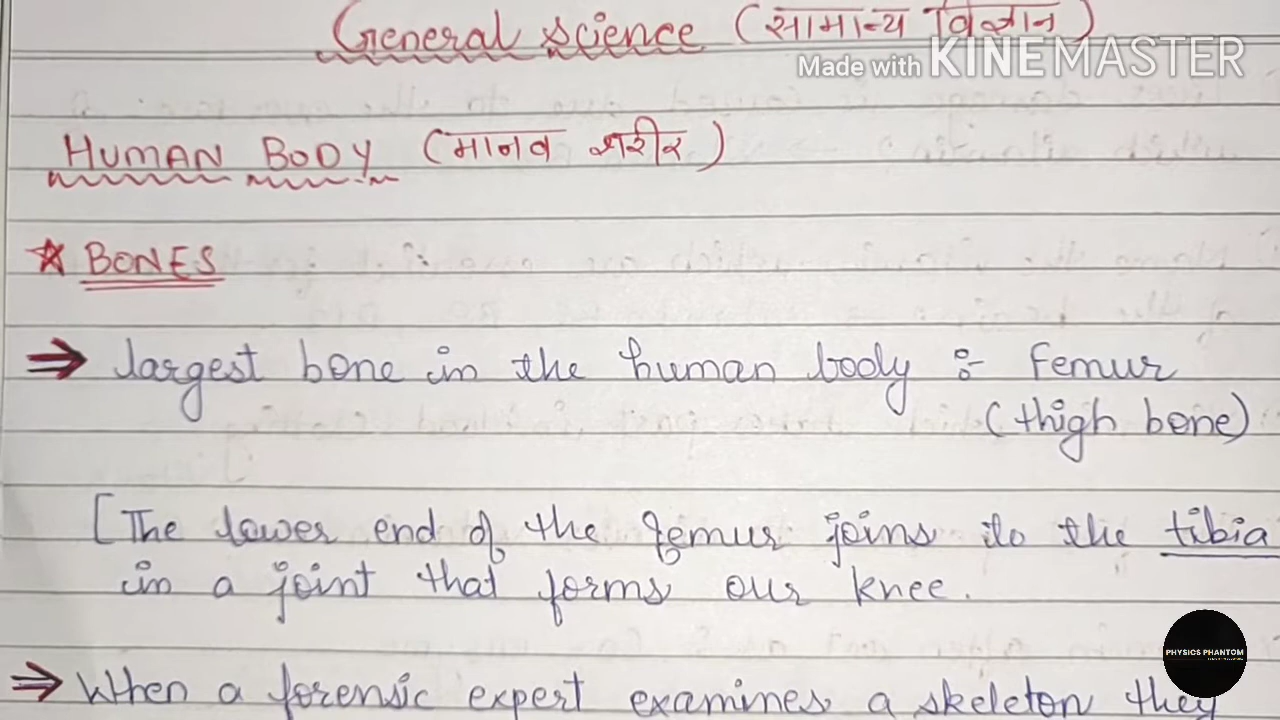 General science (सामान्य विज्ञान)
Made with KINEMASTER
HUMAN BODY (मानव शरीर)
BONES
largest bone in the human body :- Femur
(thigh bone)
[The lower end of the femur joins to the tibia
in a joint that forms our knee.
PHYSICS PHANTOM
When a forensic expert examines a skeleton they